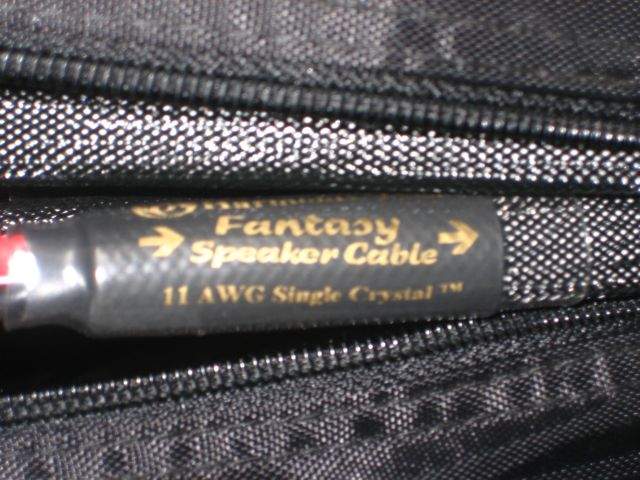 Fantasy
Speaker Cable
11 AWG Single Crystal™